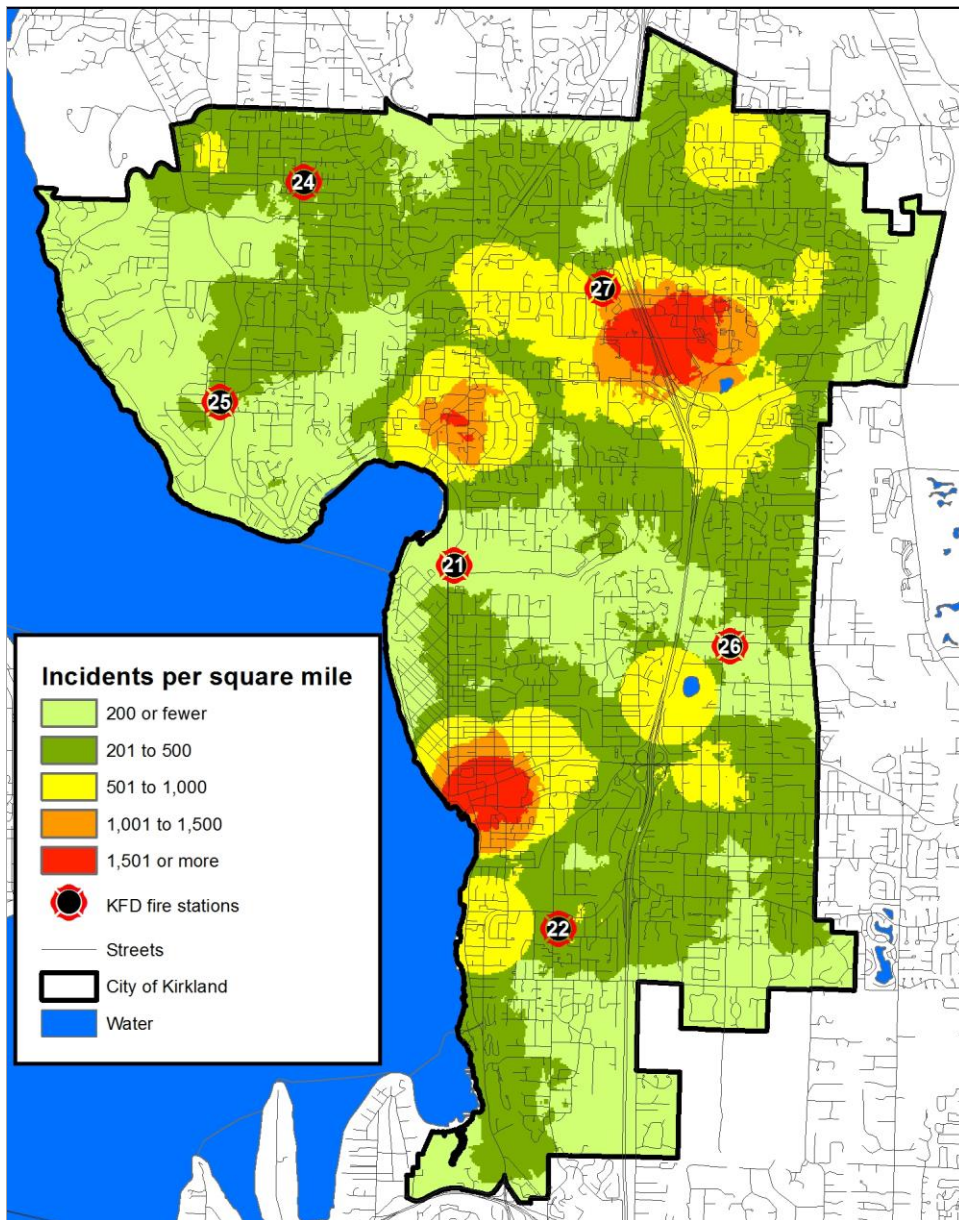 24
27
25
21
26
22
Incidents per square mile
200 or fewer
201 to 500
501 to 1,000
1,001 to 1,500
1,501 or more
KFD fire stations
Streets
City of Kirkland
Water